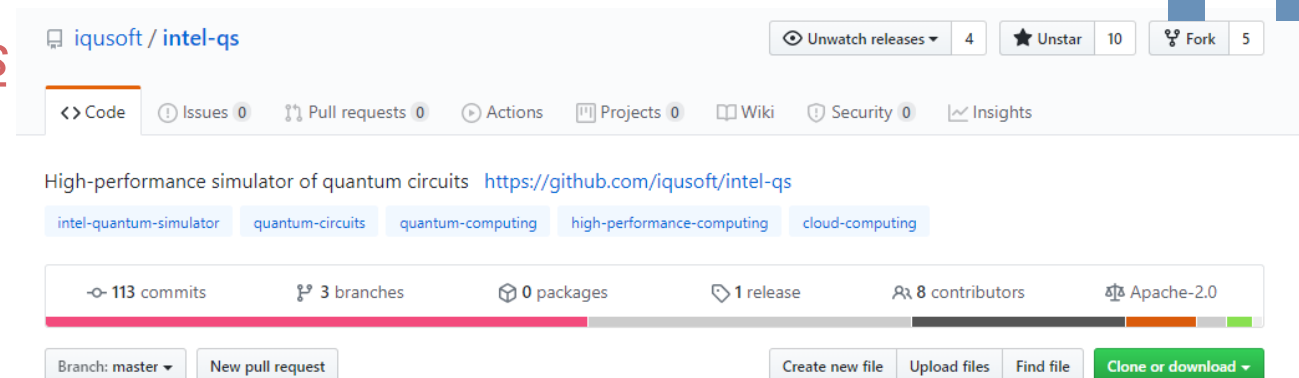 iqusoft / intel-qs Unwatch releases 4 Unstar 10 Fork 5
s
Code Issues 0 Pull requests 0 Actions Projects 0 Wiki Security 0 Insights
High-performance simulator of quantum circuits https://github.com/iqusoft/intel-qs
intel-quantum-simulator quantum-circuits quantum-computing high-performance-computing cloud-computing
113 commits 3 branches 0 packages 1 release 8 contributors Apache-2.0
Branch: master New pull request Create new file Upload files Find file Clone or download